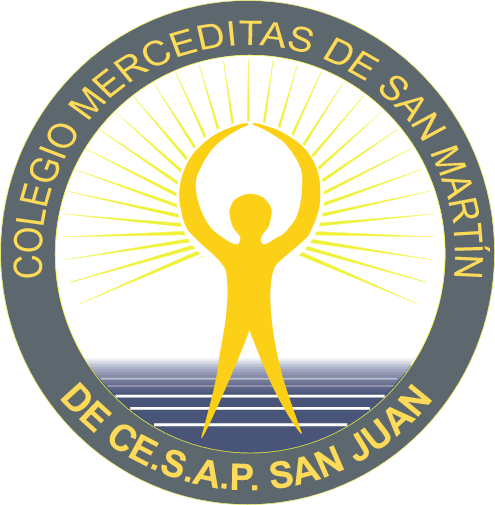 COLEGIO MERCEDITAS DE SAN MARTÍN
DE CE.S.A.P. SAN JUAN